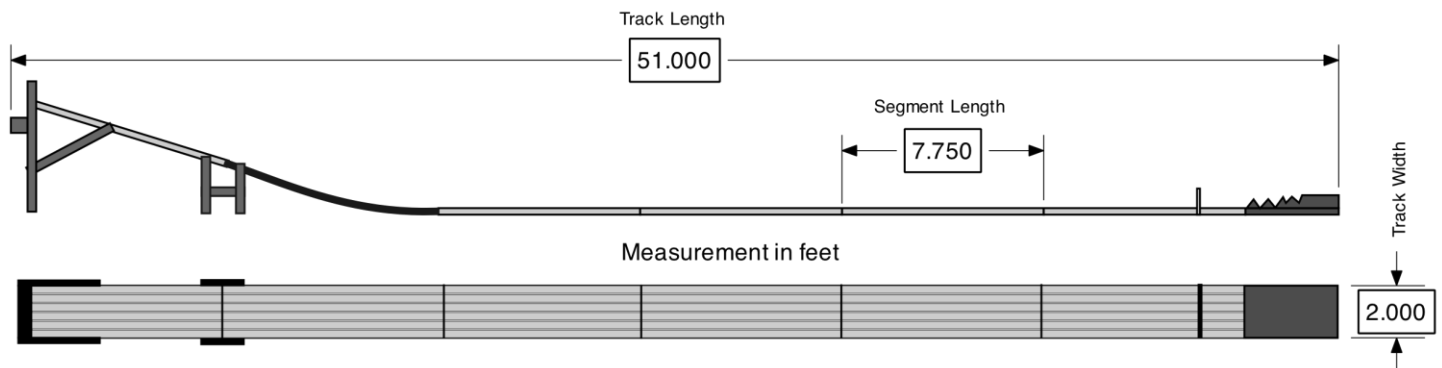 Track Length
51.000
Segment Length
7.750
Track Width
Measurement in feet
2.000